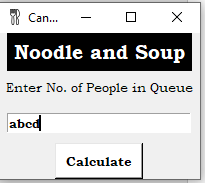 Can...
Noodle and Soup
Enter No. of People in Queue
abcd
Calculate